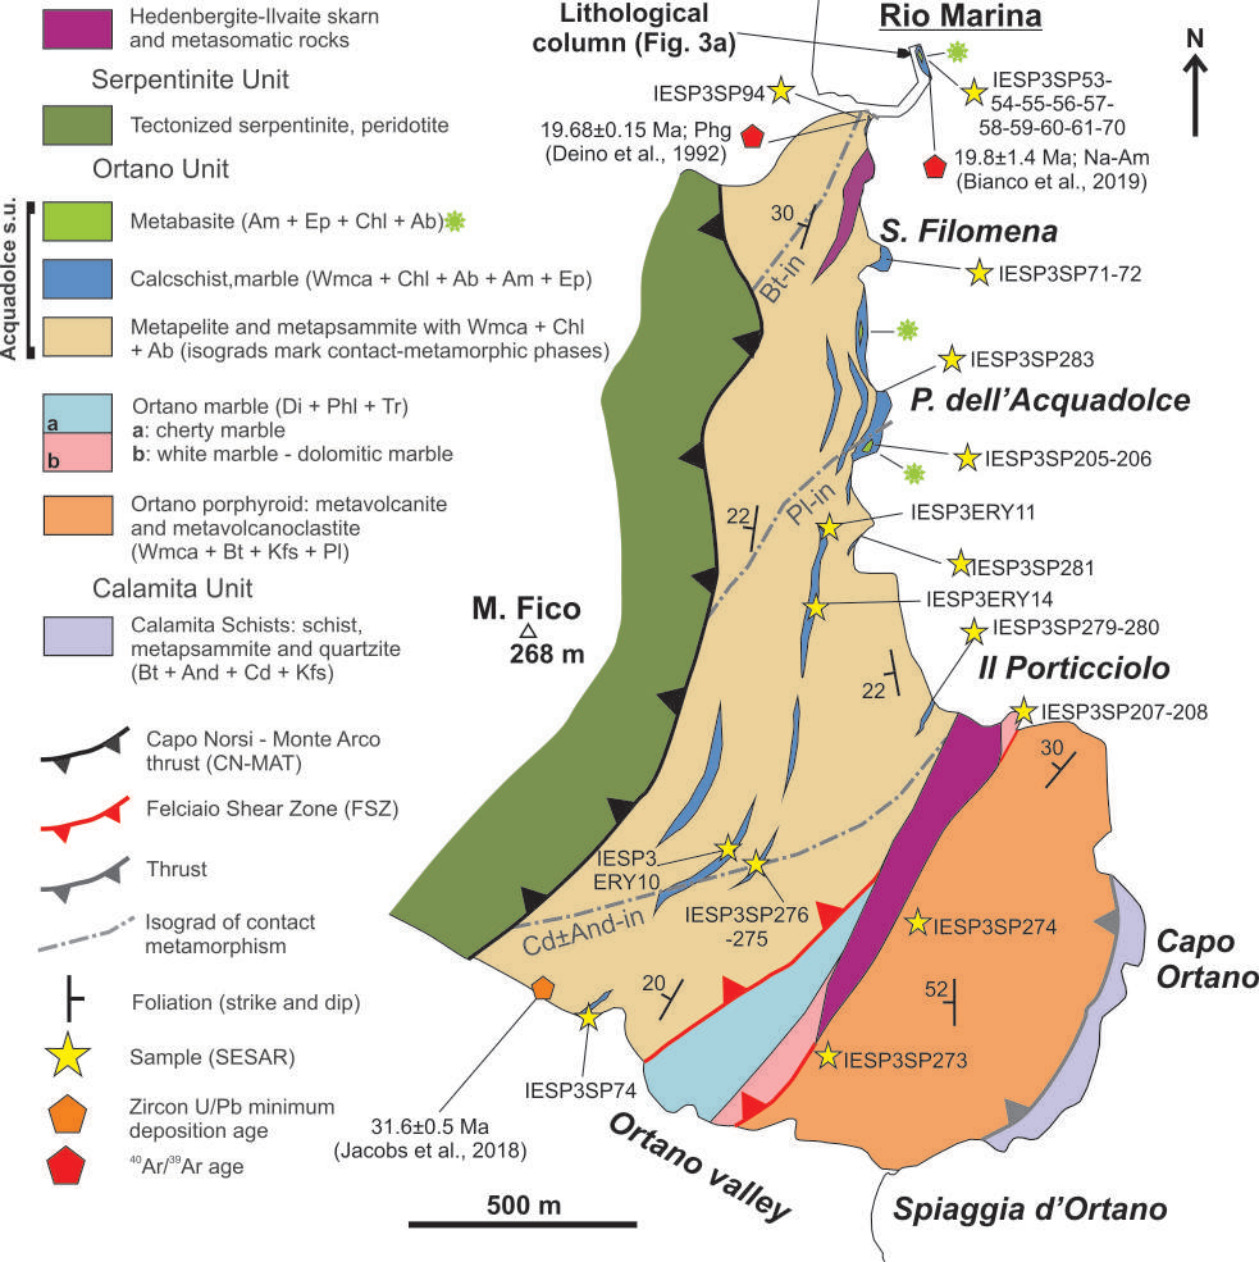 Hedenbergite-Ilvaite skarn
and metasomatic rocks
Serpentinite Unit
Tectonized serpentinite, peridotite
Ortano Unit
Acquadolce s.u.
Metabasite (Am + Ep + Chl + Ab)
Calcschist,marble (Wmca + Chl + Ab + Am + Ep)
Metapelite and metapsammite with Wmca + Chl
+ Ab (isograds mark contact-metamorphic phases)
a
b
Ortano marble (Di + Phl + Tr)
a: cherty marble
b: white marble - dolomitic marble
Ortano porphyroid: metavolcanite
and metavolcanoclastite
(Wmca + Bt + Kfs + Pl)
Calamita Unit
Calamita Schists: schist,
metapsammite and quartzite
(Bt + And + Cd + Kfs)
Capo Norsi - Monte Arco
thrust (CN-MAT)
Felciaio Shear Zone (FSZ)
Thrust
Isograd of contact
metamorphism
Foliation (strike and dip)
Sample (SESAR)
Zircon U/Pb minimum
deposition age
40Ar/39Ar age
Lithological
column (Fig. 3a)
Rio Marina
N
IESP3SP94
IESP3SP53-
54-55-56-57-
58-59-60-61-70
19.68±0.15 Ma; Phg
(Deino et al., 1992)
19.8±1.4 Ma; Na-Am
(Bianco et al., 2019)
30
S. Filomena
Bt-in
IESP3SP71-72
IESP3SP283
P. dell'Acquadolce
IESP3SP205-206
Pl-in
22
IESP3ERY11
IESP3SP281
IESP3ERY14
M. Fico
268 m
IESP3SP279-280
Il Porticciolo
22
IESP3SP207-208
30
IESP3
ERY10
IESP3SP276
-275
Cd±And-in
IESP3SP274
Capo
Ortano
20
52
IESP3SP273
IESP3SP74
31.6±0.5 Ma
(Jacobs et al., 2018)
Ortano valley
500 m
Spiaggia d'Ortano